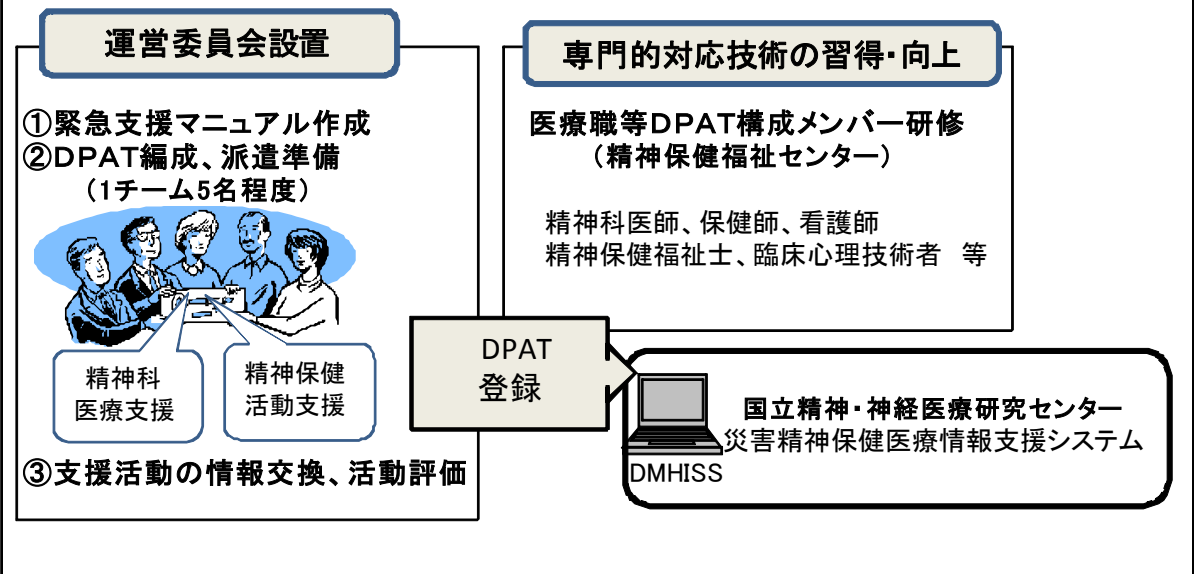 運営委員会設置
①緊急支援マニュアル作成
②DPAT編成、派遣準備
（1チーム5名程度）
精神科
医療支援
精神保健
活動支援
③支援活動の情報交換、活動評価
専門的対応技術の習得・向上
医療職等DPAT構成メンバー研修
（精神保健福祉センター）
精神科医師、保健師、看護師
精神保健福祉士、臨床心理技術者　等
DPAT
登録
国立精神・神経医療研究センター
災害精神保健医療情報支援システム
DMHISS